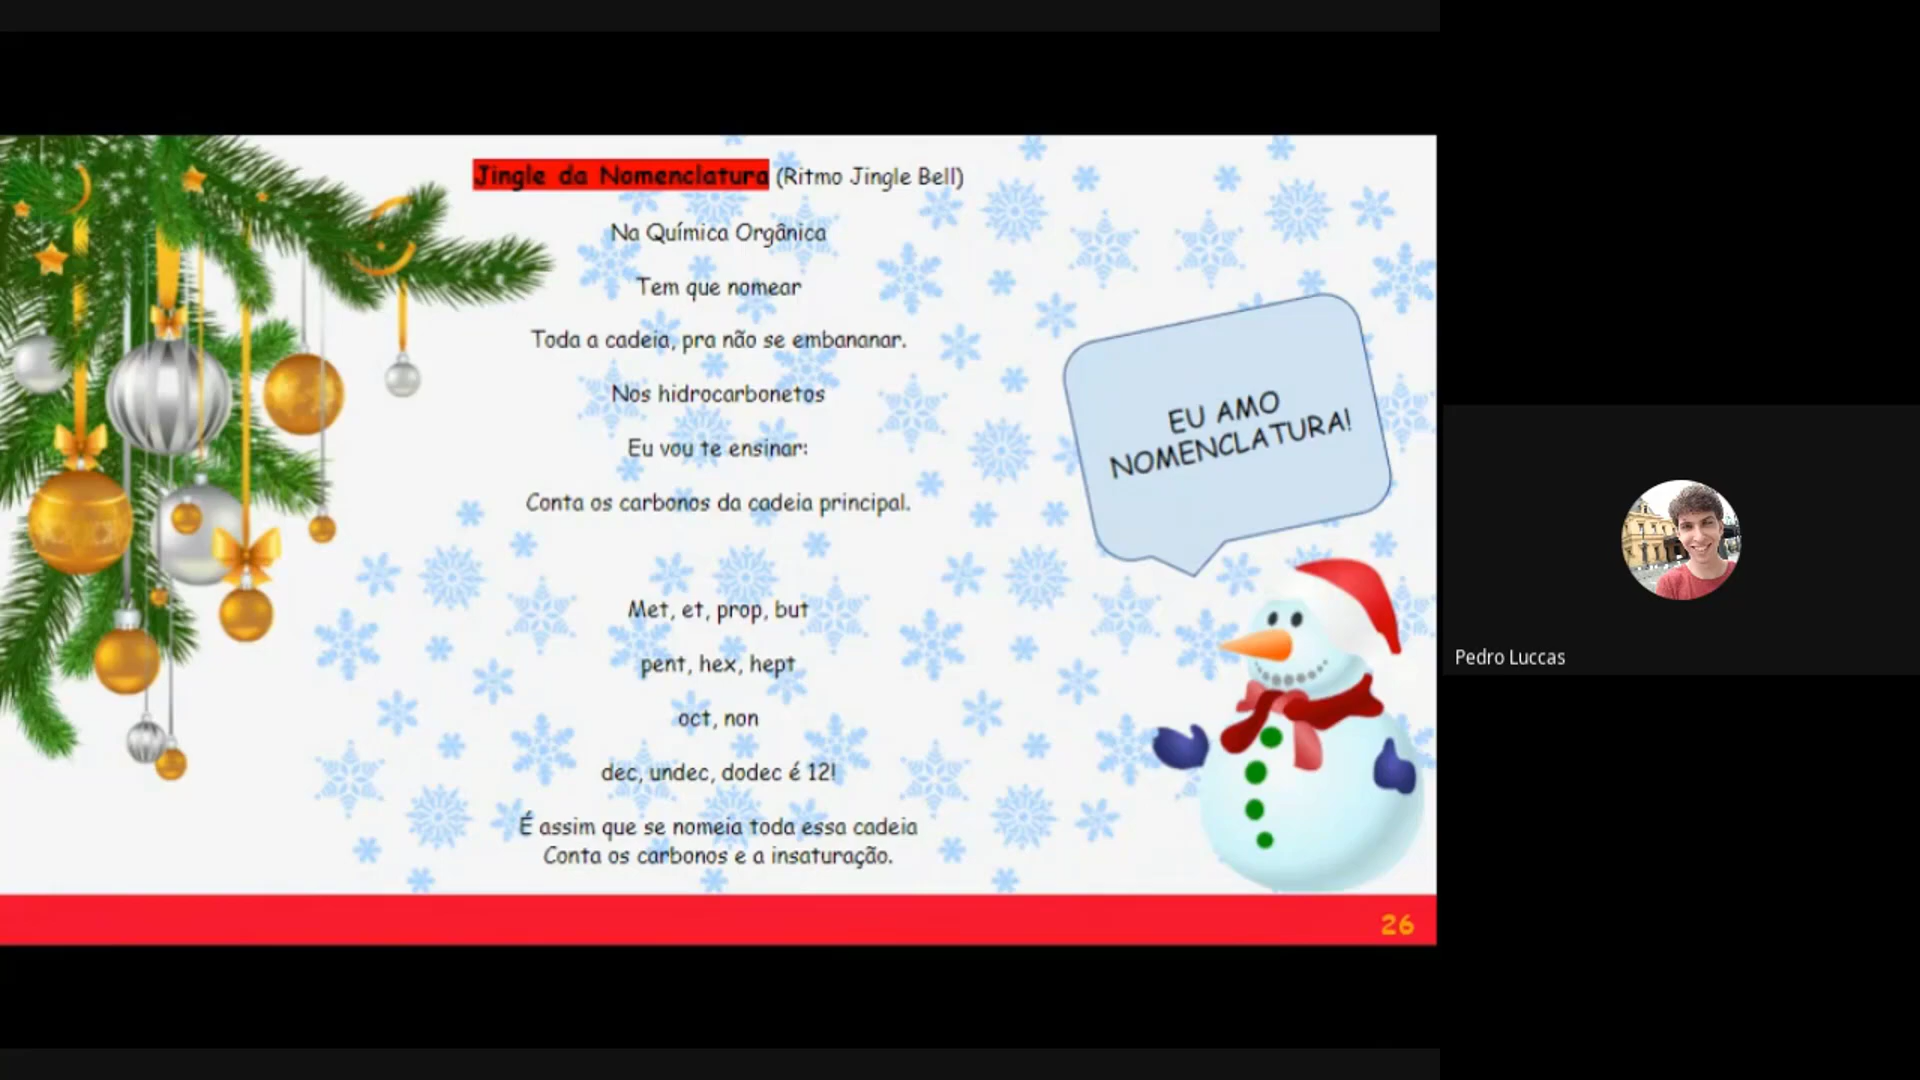 Jingle da Nomenclatura (Ritmo Jingle Bell)
Na Química Orgânica
Tem que nomear
Toda a cadeia, pra não se embananar.
Nos hidrocarbonetos
Eu vou te ensinar:
Conta os carbonos da cadeia principal.
Met, et, prop, but
pent, hex, hept
oct, non
dec, undec, dodec é 12!
É assim que se nomeia toda essa cadeia
Conta os carbonos e a insaturação.
EU AMO
NOMENCLATURA!
26
Pedro Luccas